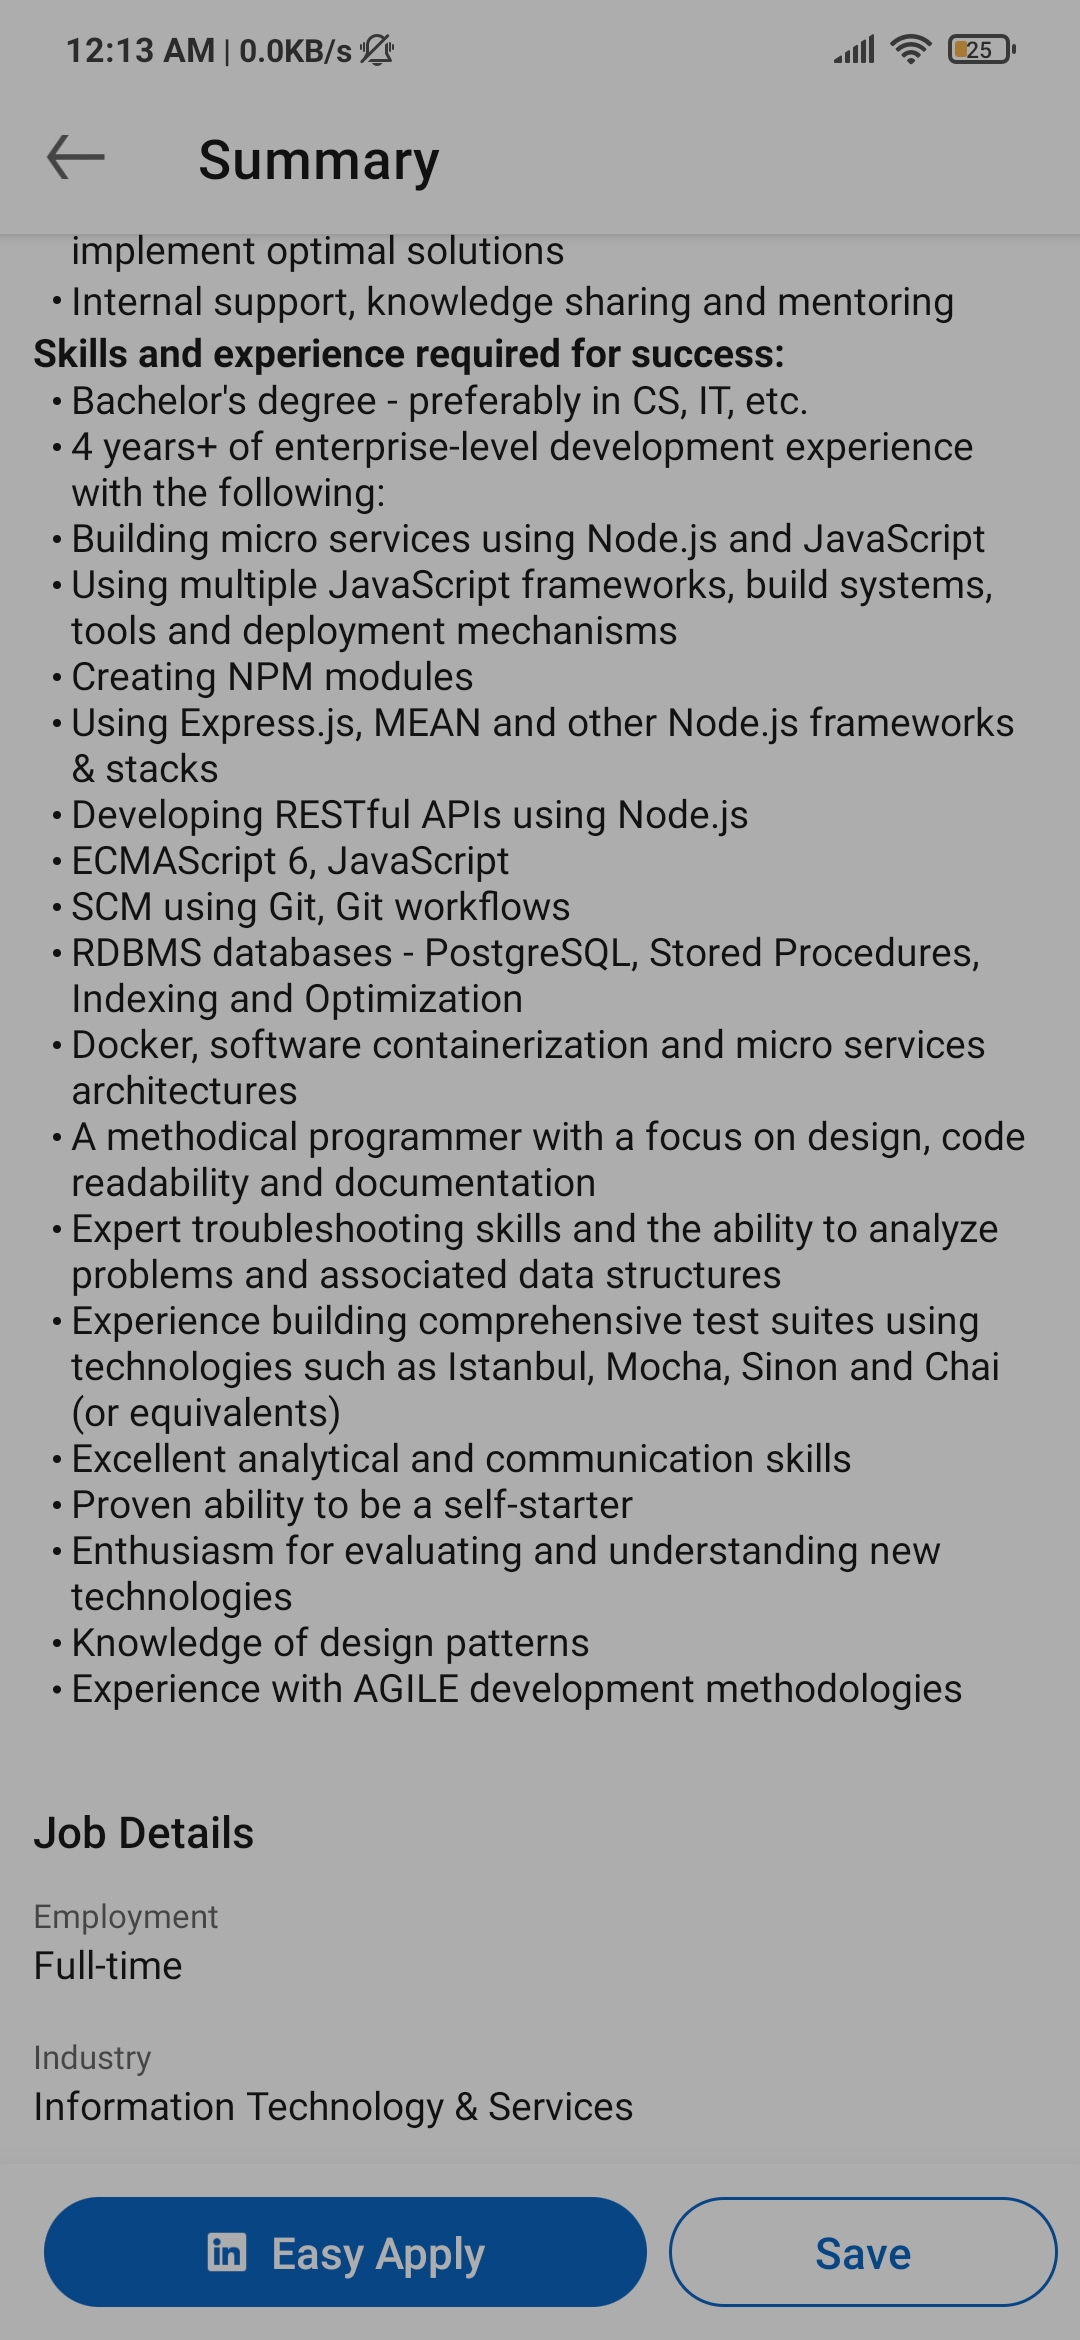 12:13 AM | 0.0KB/s
25
Summary
implement optimal solutions
• Internal support, knowledge sharing and mentoring
Skills and experience required for success:
• Bachelor's degree - preferably in CS, IT, etc.
• 4 years+ of enterprise-level development experience
with the following:
• Building micro services using Node.js and JavaScript
• Using multiple JavaScript frameworks, build systems,
tools and deployment mechanisms
• Creating NPM modules
• Using Express.js, MEAN and other Node.js frameworks
& stacks
• Developing RESTful APIs using Node.js
• ECMAScript 6, JavaScript
• SCM using Git, Git workflows
• RDBMS databases - PostgreSQL, Stored Procedures,
Indexing and Optimization
• Docker, software containerization and micro services
architectures
• A methodical programmer with a focus on design, code
readability and documentation
• Expert troubleshooting skills and the ability to analyze
problems and associated data structures
• Experience building comprehensive test suites using
technologies such as Istanbul, Mocha, Sinon and Chai
(or equivalents)
• Excellent analytical and communication skills
• Proven ability to be a self-starter
• Enthusiasm for evaluating and understanding new
technologies
• Knowledge of design patterns
• Experience with AGILE development methodologies
Job Details
Employment
Full-time
Industry
Information Technology & Services
in Easy Apply
Save